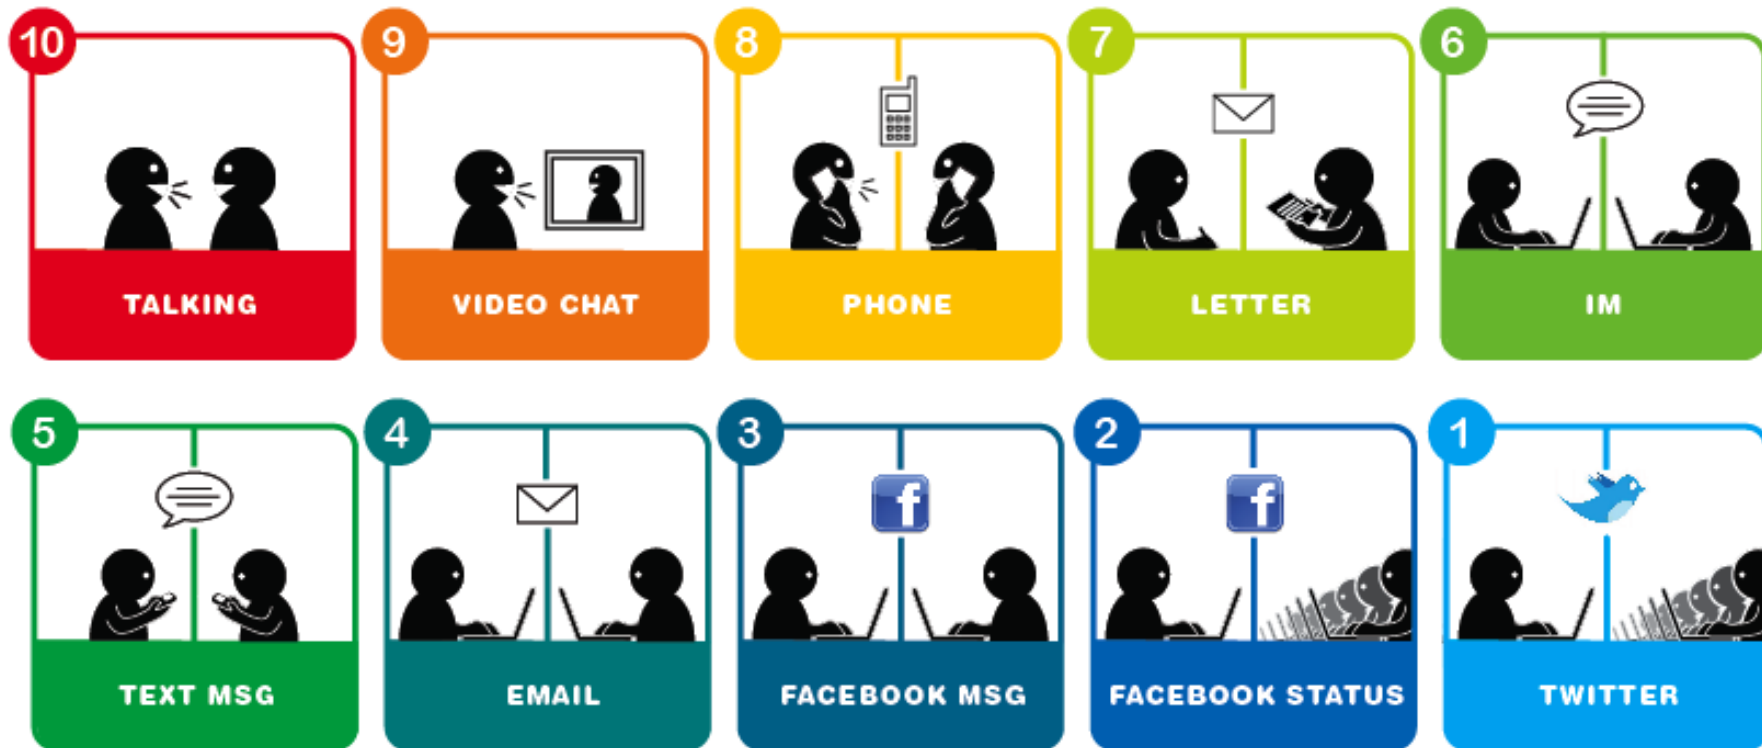 10
TALKING
9
VIDEO CHAT
8
PHONE
7
LETTER
6
IM
5
TEXT MSG
4
EMAIL
3
f
FACEBOOK MSG
2
f
FACEBOOK STATUS
1
TWITTER